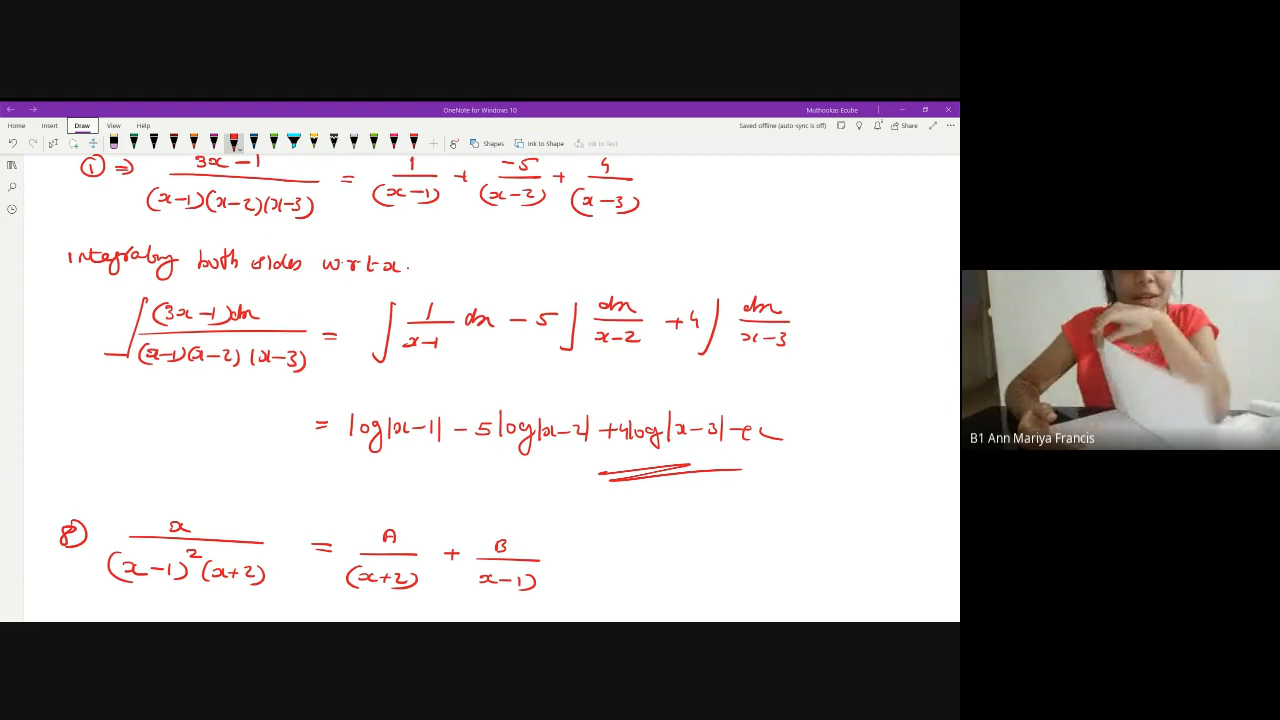 OneNote for Windows 10
Muthookas Ecube
Home Insert Draw View Help
Saved offline (auto-sync is off) Share
Shapes Ink to Shape Ink to Text
① ⇒ 3x-1 / (x-1)(x-2)(x-3) = 1/(x-1) + -5/(x-2) + 4/(x-3)
Integrating both sides w.r.t x.
∫ (3x-1)dx / (x-1)(x-2)(x-3) = ∫ 1/x-1 dx - 5∫ dx/x-2 + 4∫ dx/x-3
= log|x-1| - 5 log|x-2| + 4log|x-3| + c
8) x / (x-1)²(x+2) = A/(x+2) + B/x-1)
B1 Ann Mariya Francis